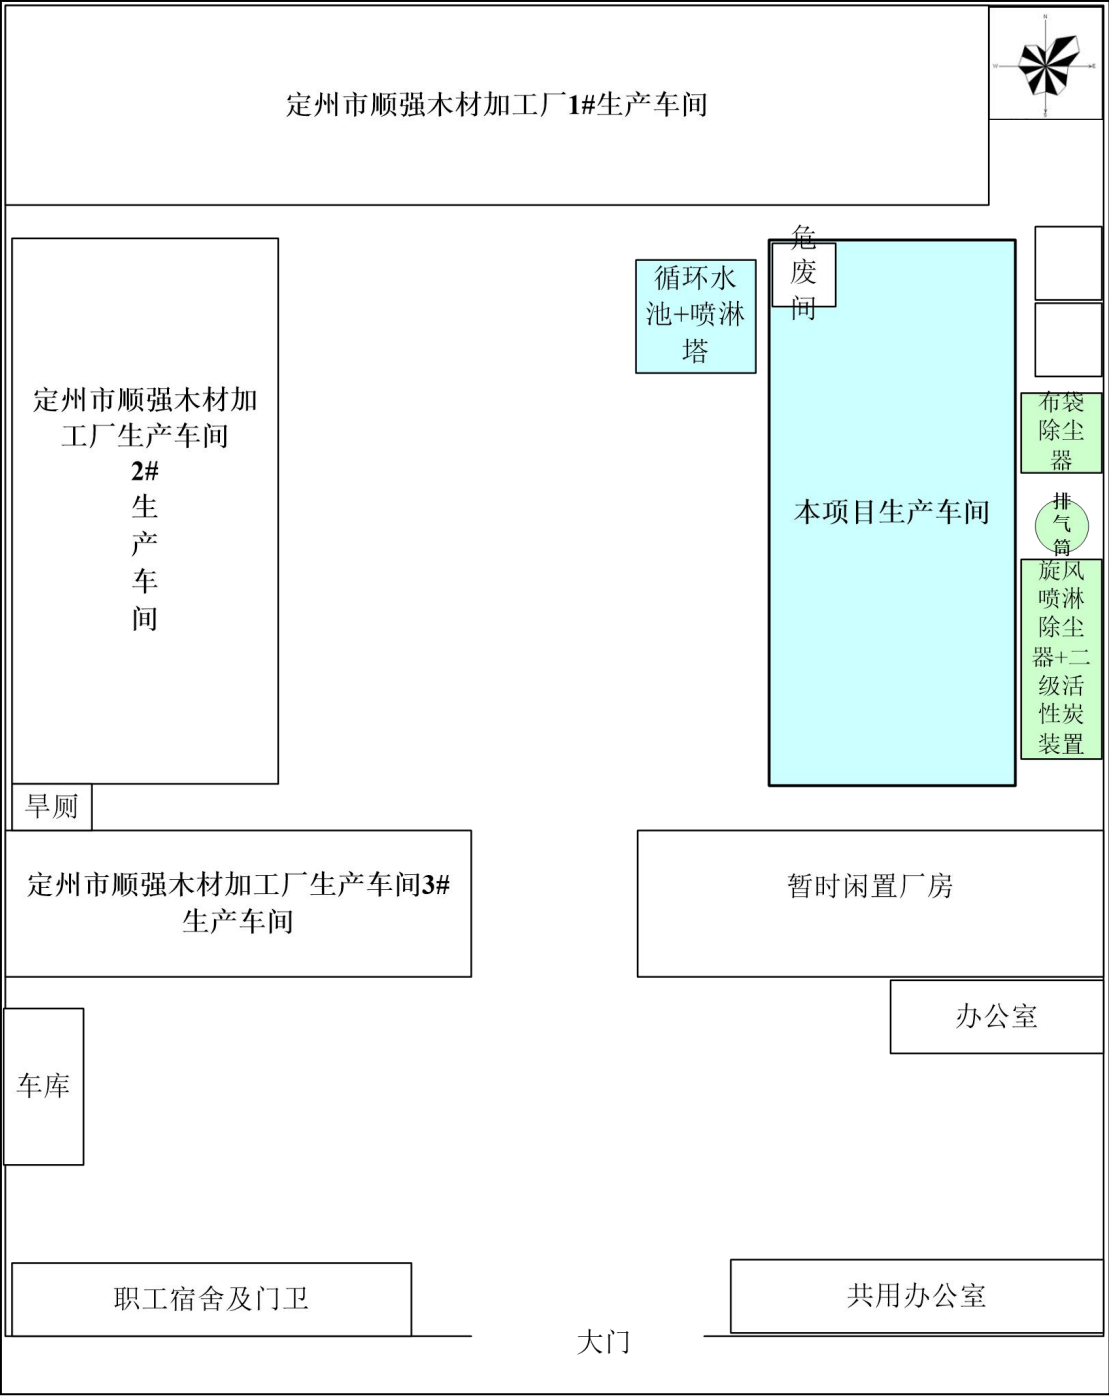 N
W
E
S
定州市顺强木材加工厂1#生产车间
危
废
间
循环水
池+喷淋
塔
定州市顺强木材加
工厂生产车间
2#
生
产
车
间
布袋
除尘
器
本项目生产车间
排
气
筒
旋风
喷淋
除尘
器+二
级活
性炭
装置
旱厕
定州市顺强木材加工厂生产车间3#
生产车间
暂时闲置厂房
办公室
车库
职工宿舍及门卫
共用办公室
大门